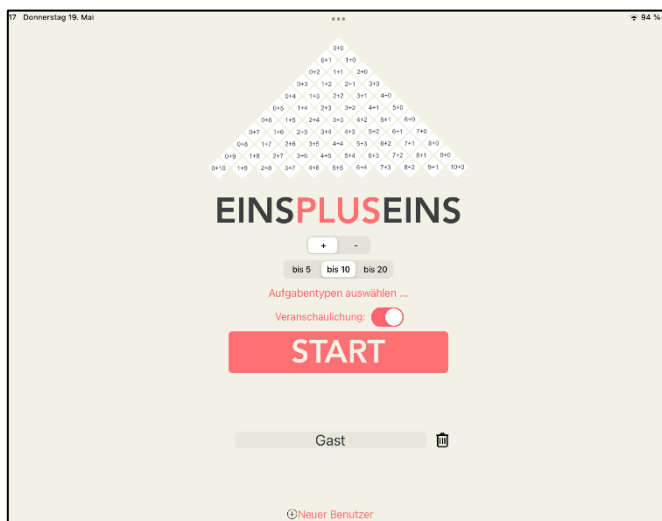 17 Donnerstag 19. Mai ••• 94 %
0+0
0+1 1+0
0+2 1+1 2+0
0+3 1+2 2+1 3+0
0+4 1+3 2+2 3+1 4+0
0+5 1+4 2+3 3+2 4+1 5+0
0+6 1+5 2+4 3+3 4+2 5+1 6+0
0+7 1+6 2+5 3+4 4+3 5+2 6+1 7+0
0+8 1+7 2+6 3+5 4+4 5+3 6+2 7+1 8+0
0+9 1+8 2+7 3+6 4+5 5+4 6+3 7+2 8+1 9+0
0+10 1+9 2+8 3+7 4+6 5+5 6+4 7+3 8+2 9+1 10+0
EINSPLUSEINS
+ -
bis 5 bis 10 bis 20
Aufgabentypen auswählen ...
Veranschaulichung:
START
Gast
Neuer Benutzer